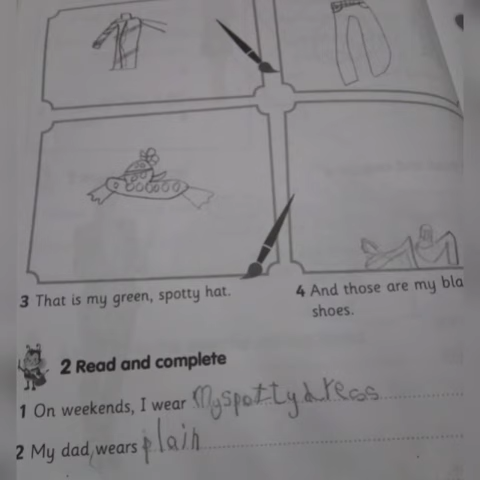 3 That is my green, spotty hat.
4 And those are my bla
shoes.
2 Read and complete
1 On weekends, I wear My spotty dress
2 My dad wears plain